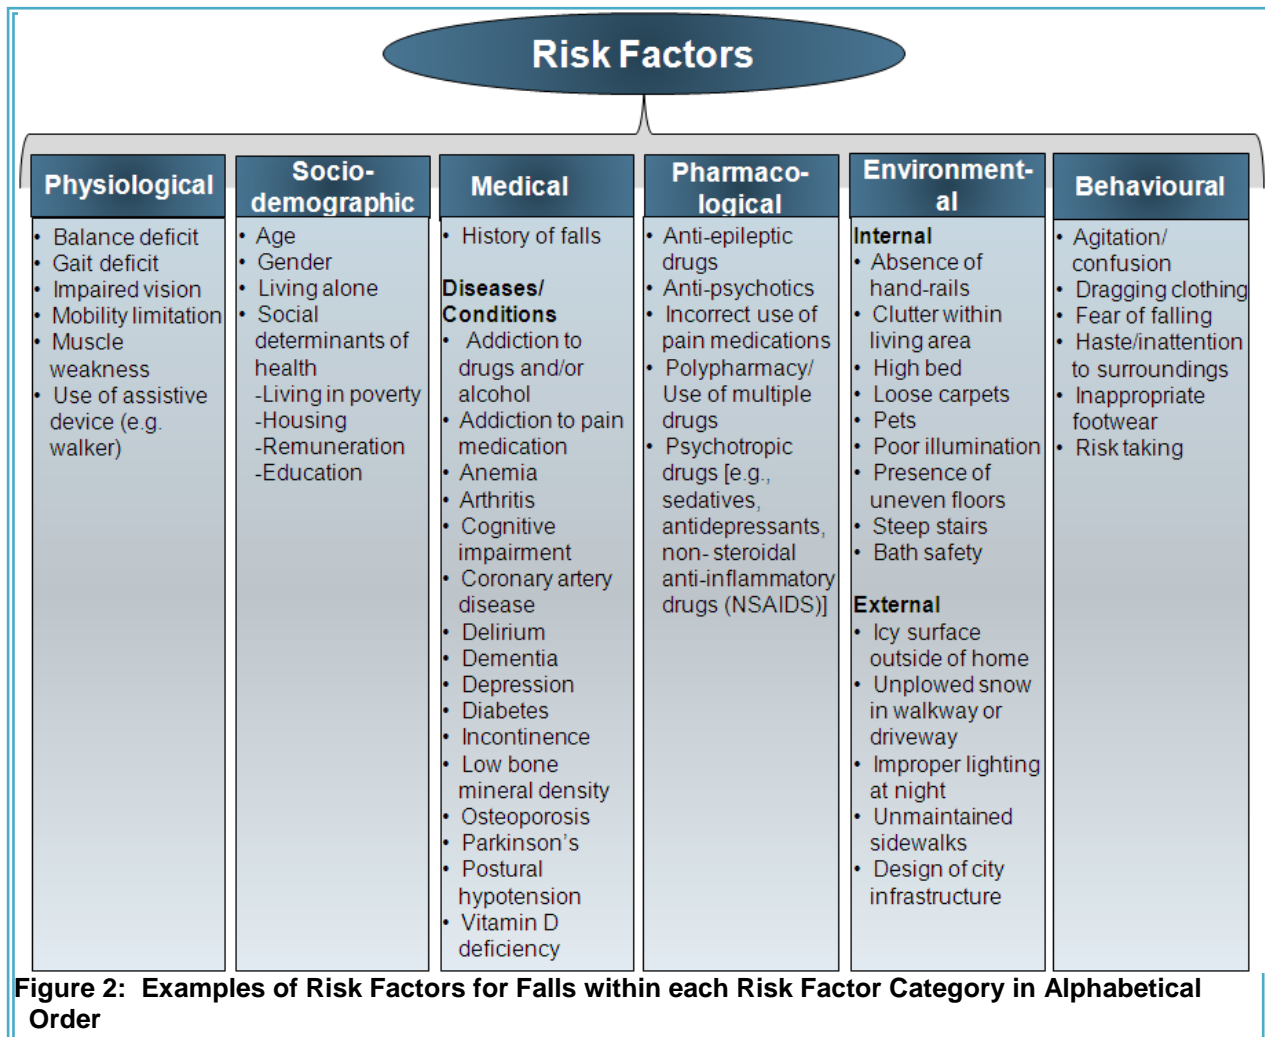 Risk Factors
Physiological
• Balance deficit
• Gait deficit
• Impaired vision
• Mobility limitation
• Muscle
weakness
• Use of assistive
device (e.g.
walker)
Socio-
demographic
• Age
• Gender
• Living alone
• Social
determinants of
health
-Living in poverty
-Housing
-Remuneration
-Education
Medical
• History of falls
Diseases/
Conditions
• Addiction to
drugs and/or
alcohol
• Addiction to pain
medication
• Anemia
• Arthritis
• Cognitive
impairment
• Coronary artery
disease
• Delirium
• Dementia
• Depression
• Diabetes
• Incontinence
• Low bone
mineral density
• Osteoporosis
• Parkinson's
• Postural
hypotension
• Vitamin D
deficiency
Pharmaco-
logical
• Anti-epileptic
drugs
• Anti-psychotics
• Incorrect use of
pain medications
• Polypharmacy/
Use of multiple
drugs
• Psychotropic
drugs [e.g.,
sedatives,
antidepressants,
non- steroidal
anti-inflammatory
drugs (NSAIDS)]
Environment-
al
Internal
• Absence of
hand-rails
• Clutter within
living area
• High bed
• Loose carpets
• Pets
• Poor illumination
• Presence of
uneven floors
• Steep stairs
• Bath safety
External
• Icy surface
outside of home
• Unplowed snow
in walkway or
driveway
• Improper lighting
at night
• Unmaintained
sidewalks
• Design of city
infrastructure
Behavioural
• Agitation/
confusion
• Dragging clothing
• Fear of falling
• Haste/inattention
to surroundings
• Inappropriate
footwear
• Risk taking
Figure 2: Examples of Risk Factors for Falls within each Risk Factor Category in Alphabetical
Order